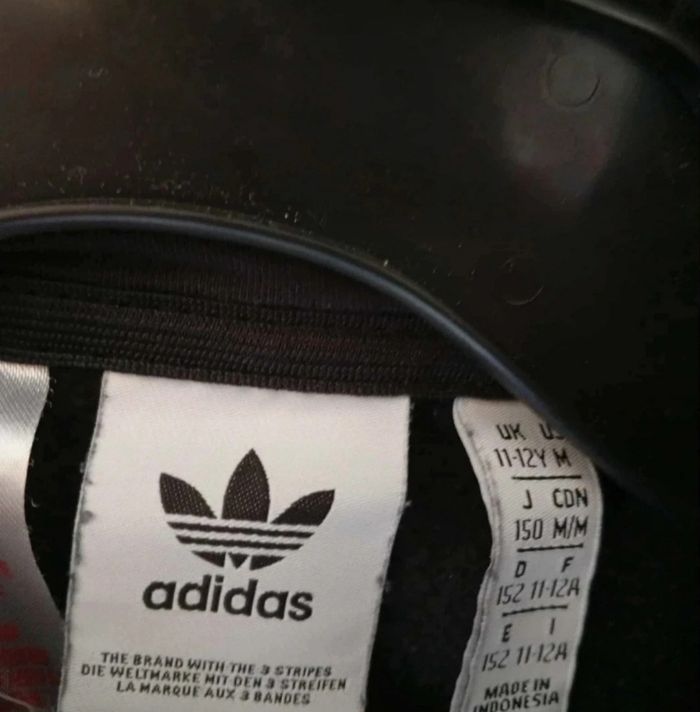 adidas
THE BRAND WITH THE 3 STRIPES
DIE WELTMARKE MIT DEN 3 STREIFEN
LA MARQUE AUX 3 BANDES
UK US
11-12Y M
J CDN
150 M/M
D F
152 11-12A
E I
152 11-12A
MADE IN
INDONESIA